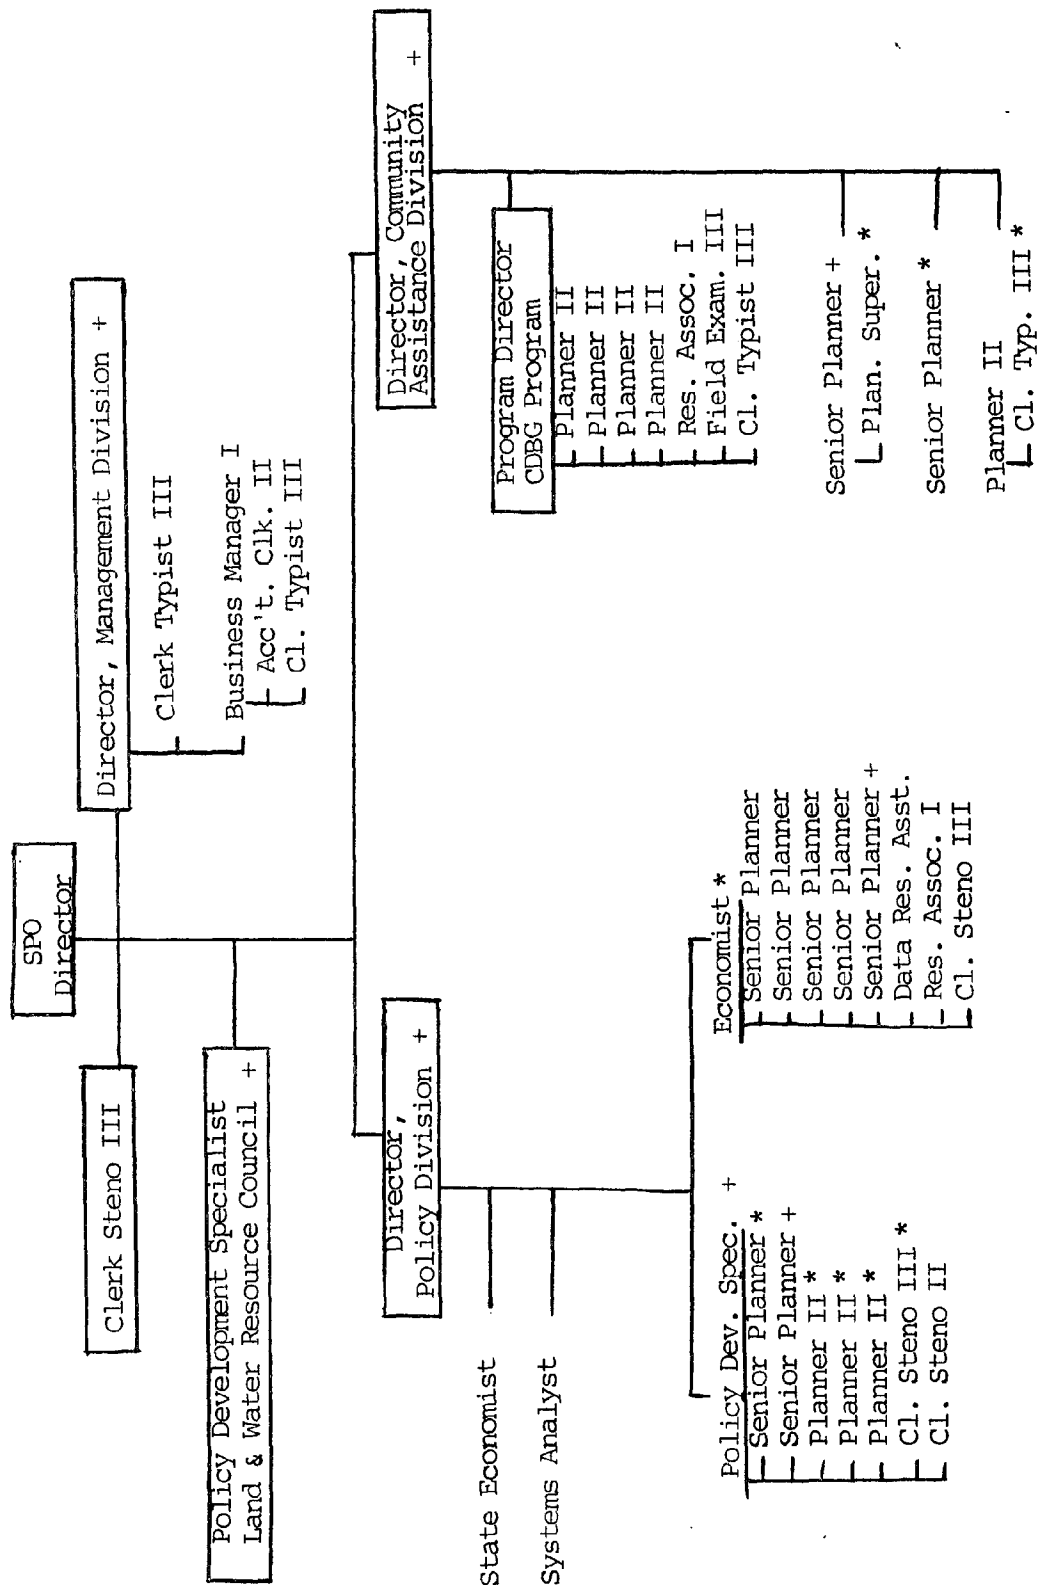 SPO
Director
Clerk Steno III
Director, Management Division +
Clerk Typist III
Business Manager I
Acc't. Clk. II
Cl. Typist III
Policy Development Specialist
Land & Water Resource Council +
Director,
Policy Division +
State Economist
Systems Analyst
Policy Dev. Spec. +
Senior Planner *
Senior Planner +
Planner II *
Planner II *
Planner II *
Cl. Steno III *
Cl. Steno II
Economist *
Senior Planner
Senior Planner
Senior Planner
Senior Planner
Senior Planner +
Data Res. Asst.
Res. Assoc. I
Cl. Steno III
Director, Community
Assistance Division +
Program Director
CDBG Program
Planner II
Planner II
Planner II
Planner II
Res. Assoc. I
Field Exam. III
Cl. Typist III
Senior Planner +
Plan. Super. *
Senior Planner *
Planner II
Cl. Typ. III *